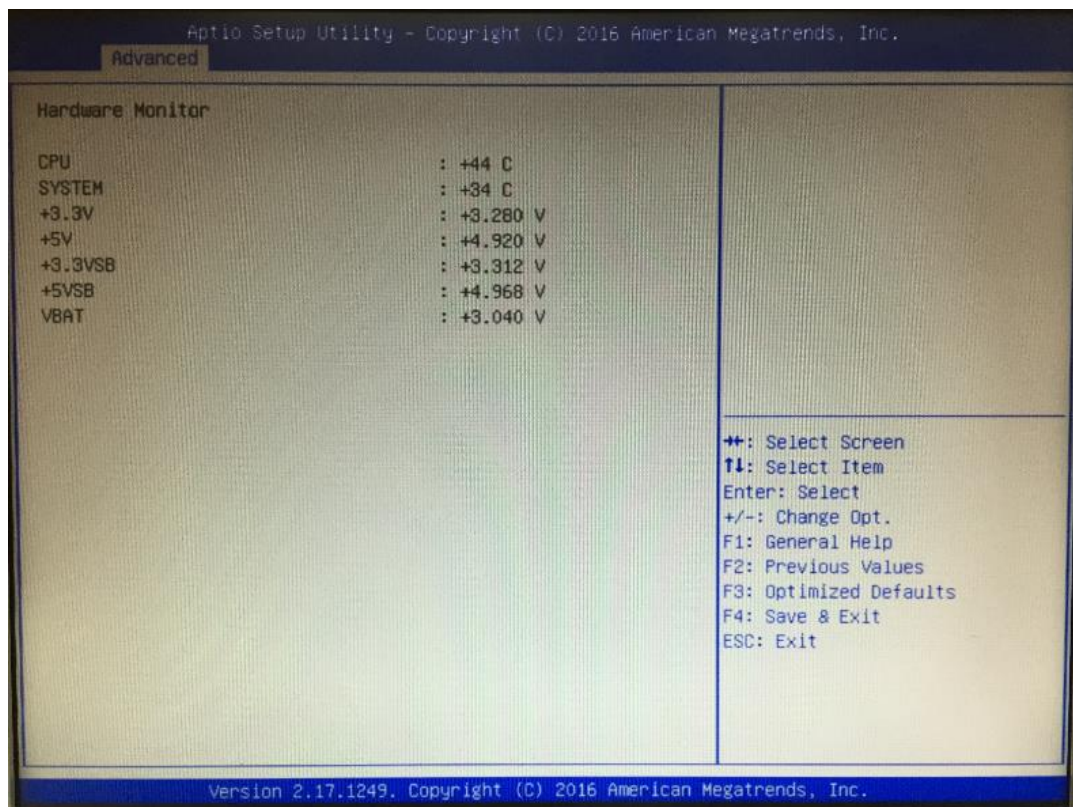 Aptio Setup Utility - Copyright (C) 2016 American Megatrends, Inc.
Advanced
Hardware Monitor
CPU : +44 C
SYSTEM : +34 C
+3.3V : +3.280 V
+5V : +4.920 V
+3.3VSB : +3.312 V
+5VSB : +4.968 V
VBAT : +3.040 V
→←: Select Screen
↑↓: Select Item
Enter: Select
+/-: Change Opt.
F1: General Help
F2: Previous Values
F3: Optimized Defaults
F4: Save & Exit
ESC: Exit
Version 2.17.1249. Copyright (C) 2016 American Megatrends, Inc.